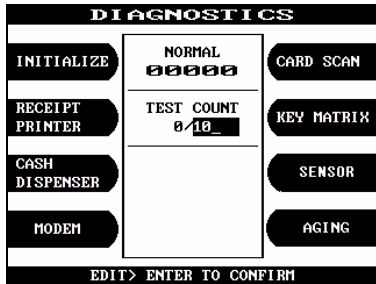 DIAGNOSTICS
INITIALIZE
RECEIPT
PRINTER
CASH
DISPENSER
MODEM
NORMAL
00000
TEST COUNT
0/10_
CARD SCAN
KEY MATRIX
SENSOR
AGING
EDIT> ENTER TO CONFIRM